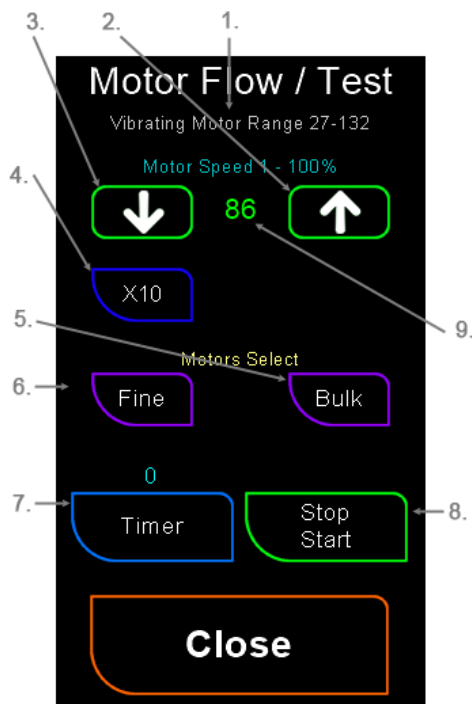 3.
2.
1.
Motor Flow / Test
Vibrating Motor Range 27-132
4.
Motor Speed 1 - 100%
86
X10
5.
9.
Motors Select
6.
Fine
Bulk
0
7.
Timer
Stop
Start
8.
Close